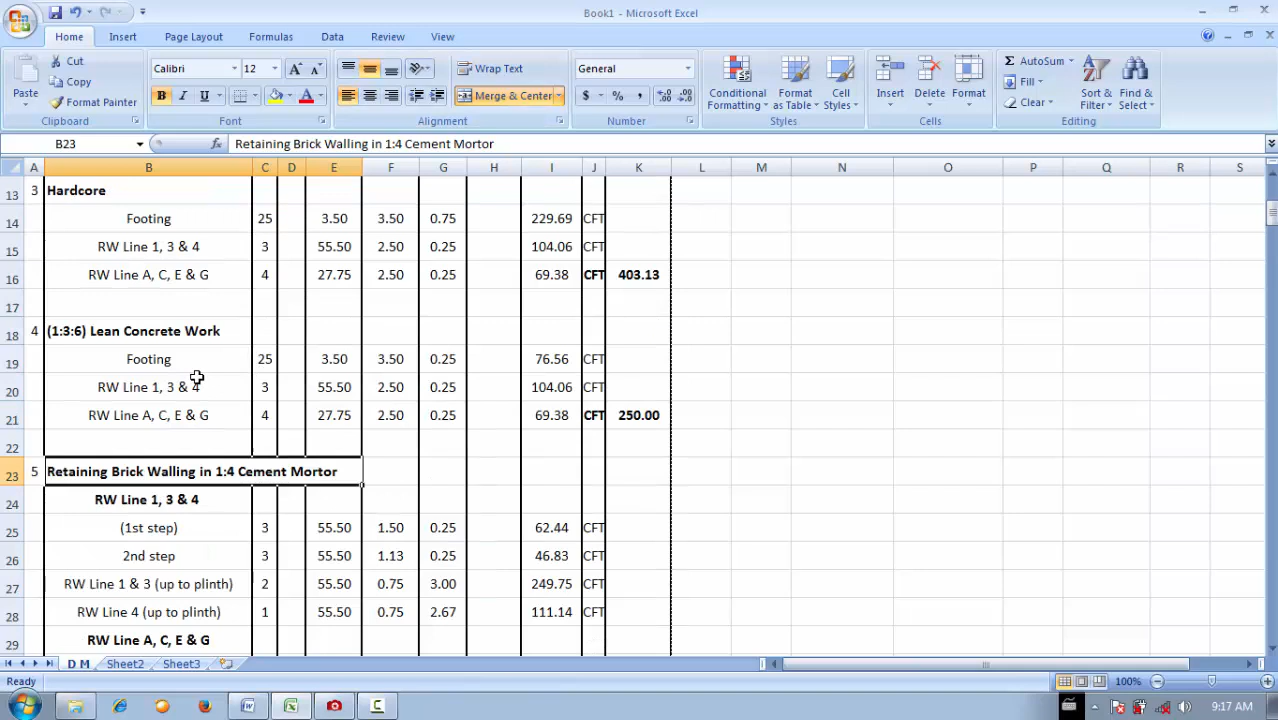 Book1 - Microsoft Excel
Home Insert Page Layout Formulas Data Review View
Paste Cut Copy Format Painter Clipboard
Calibri 12 A A B I U A Font
Wrap Text Merge & Center Alignment
General $ % , .0 .00 .00 .0 Number
Conditional Formatting Format as Table Cell Styles Styles
Insert Delete Format Cells
Σ AutoSum Fill Clear Sort & Filter Find & Select Editing
B23 fx Retaining Brick Walling in 1:4 Cement Mortor
A B C D E F G H I J K L M N O P Q R S
13 3 Hardcore
14 Footing 25 3.50 3.50 0.75 229.69 CFT
15 RW Line 1, 3 & 4 3 55.50 2.50 0.25 104.06 CFT
16 RW Line A, C, E & G 4 27.75 2.50 0.25 69.38 CFT 403.13
17
18 4 (1:3:6) Lean Concrete Work
19 Footing 25 3.50 3.50 0.25 76.56 CFT
20 RW Line 1, 3 & 4 3 55.50 2.50 0.25 104.06 CFT
21 RW Line A, C, E & G 4 27.75 2.50 0.25 69.38 CFT 250.00
22
23 5 Retaining Brick Walling in 1:4 Cement Mortor
24 RW Line 1, 3 & 4
25 (1st step) 3 55.50 1.50 0.25 62.44 CFT
26 2nd step 3 55.50 1.13 0.25 46.83 CFT
27 RW Line 1 & 3 (up to plinth) 2 55.50 0.75 3.00 249.75 CFT
28 RW Line 4 (up to plinth) 1 55.50 0.75 2.67 111.14 CFT
29 RW Line A, C, E & G
D M Sheet2 Sheet3
Ready 100%
9:17 AM